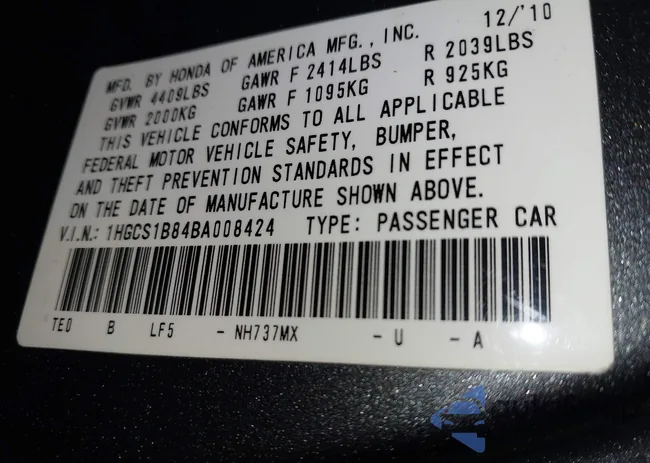 MFD. BY HONDA OF AMERICA MFG., INC. 12/'10
GVWR 4409LBS GAWR F 2414LBS R 2039LBS
GVWR 2000KG GAWR F 1095KG R 925KG
THIS VEHICLE CONFORMS TO ALL APPLICABLE
FEDERAL MOTOR VEHICLE SAFETY, BUMPER,
AND THEFT PREVENTION STANDARDS IN EFFECT
ON THE DATE OF MANUFACTURE SHOWN ABOVE.
V.I.N.: 1HGCS1B84BA008424 TYPE: PASSENGER CAR
TE0 B LF5 - NH737MX - U - A